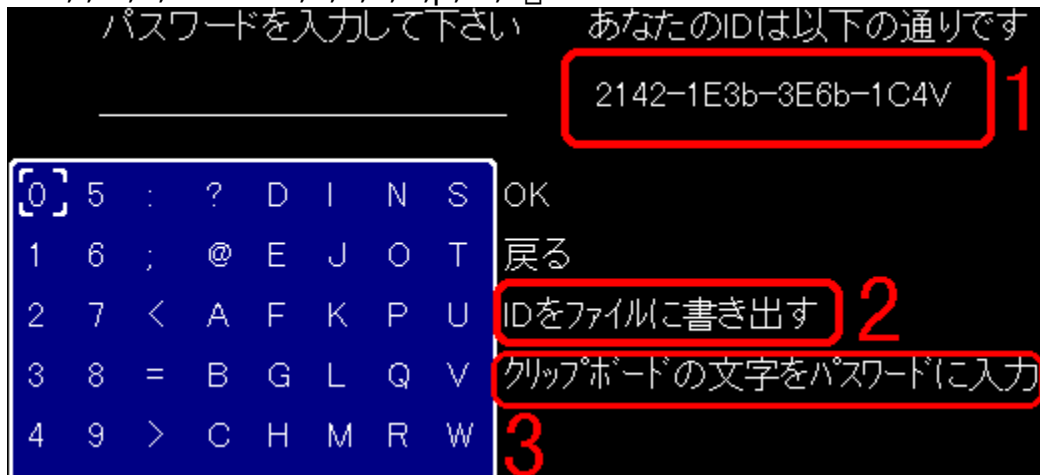 パスワードを入力して下さい
あなたのIDは以下の通りです
2142-1E3b-3E6b-1C4V
1
0 5 : ? D I N S OK
1 6 ; @ E J O T 戻る
2 7 < A F K P U IDをファイルに書き出す 2
3 8 = B G L Q V クリップボードの文字をパスワードに入力
4 9 > C H M R W 3